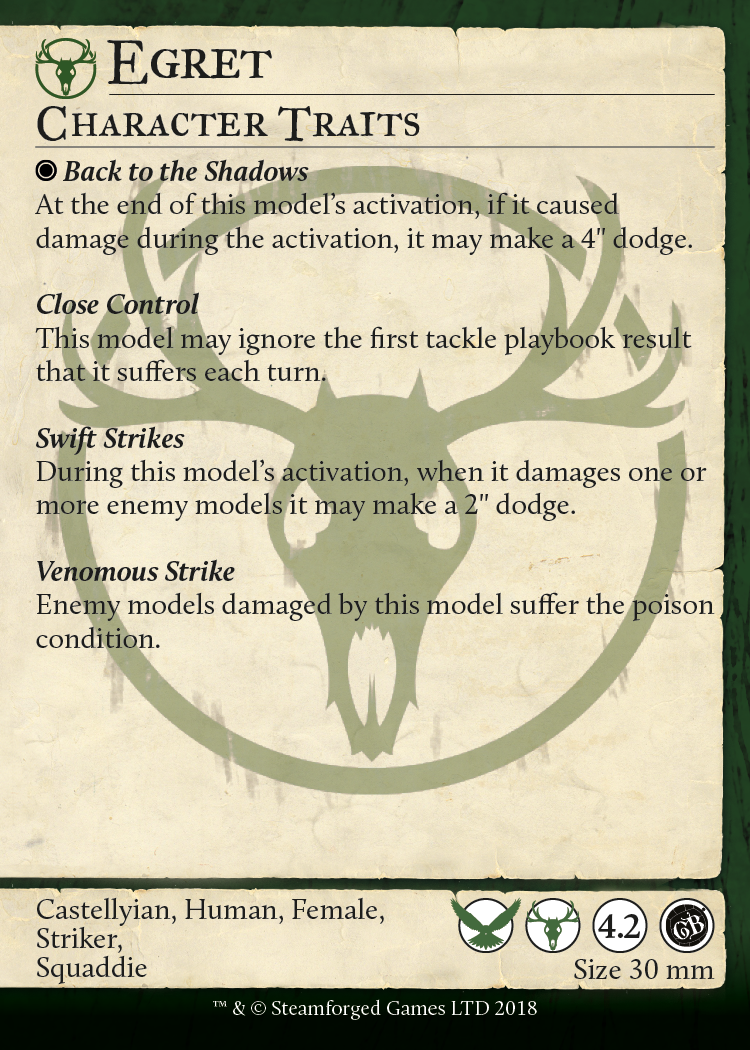 Egret
Character Traits
Back to the Shadows
At the end of this model's activation, if it caused
damage during the activation, it may make a 4" dodge.
Close Control
This model may ignore the first tackle playbook result
that it suffers each turn.
Swift Strikes
During this model's activation, when it damages one or
more enemy models it may make a 2" dodge.
Venomous Strike
Enemy models damaged by this model suffer the poison
condition.
Castellyian, Human, Female,
Striker,
Squaddie
4.2
GB
Size 30 mm
™ & © Steamforged Games LTD 2018